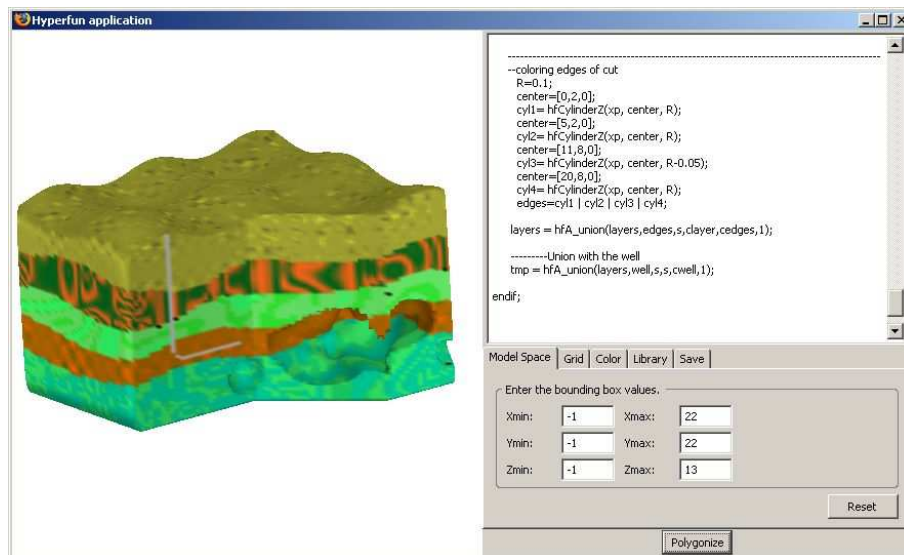 Hyperfun application
--coloring edges of cut
R=0.1;
center=[0,2,0];
cyl1= hfCylinderZ(xp, center, R);
center=[5,2,0];
cyl2= hfCylinderZ(xp, center, R);
center=[11,8,0];
cyl3= hfCylinderZ(xp, center, R-0.05);
center=[20,8,0];
cyl4= hfCylinderZ(xp, center, R);
edges=cyl1 | cyl2 | cyl3 | cyl4;
layers = hfA_union(layers,edges,s,clayer,cedges,1);
---------Union with the well
tmp = hfA_union(layers,well,s,s,cwell,1);
endif;
Model Space Grid Color Library Save
Enter the bounding box values.
Xmin: -1 Xmax: 22
Ymin: -1 Ymax: 22
Zmin: -1 Zmax: 13
Reset
Polygonize